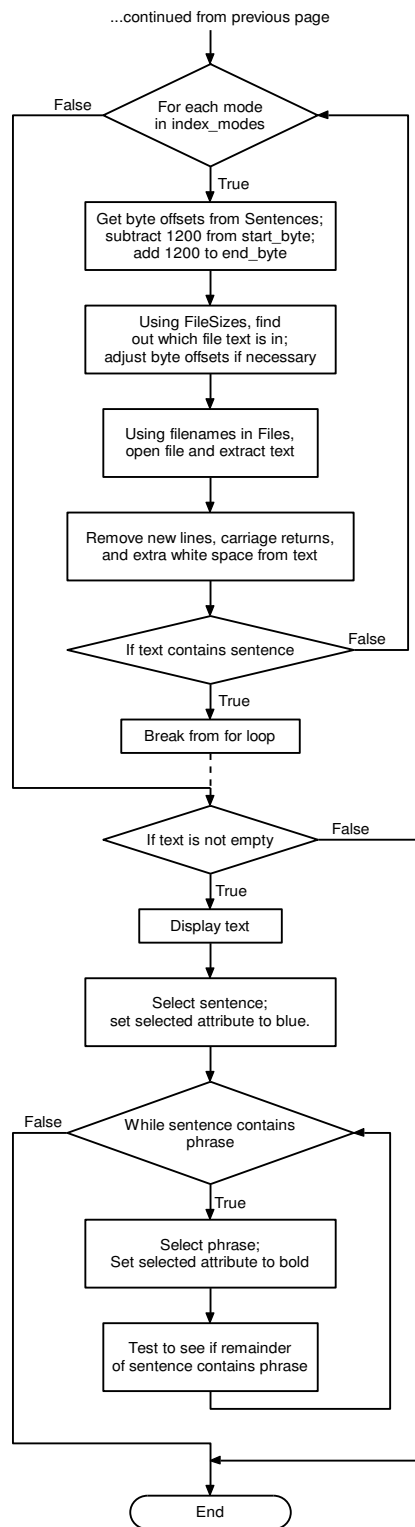 ...continued from previous page
For each mode
in index_modes
False
True
Get byte offsets from Sentences;
subtract 1200 from start_byte;
add 1200 to end_byte
Using FileSizes, find
out which file text is in;
adjust byte offsets if necessary
Using filenames in Files,
open file and extract text
Remove new lines, carriage returns,
and extra white space from text
If text contains sentence
False
True
Break from for loop
If text is not empty
False
True
Display text
Select sentence;
set selected attribute to blue.
While sentence contains
phrase
False
True
Select phrase;
Set selected attribute to bold
Test to see if remainder
of sentence contains phrase
End